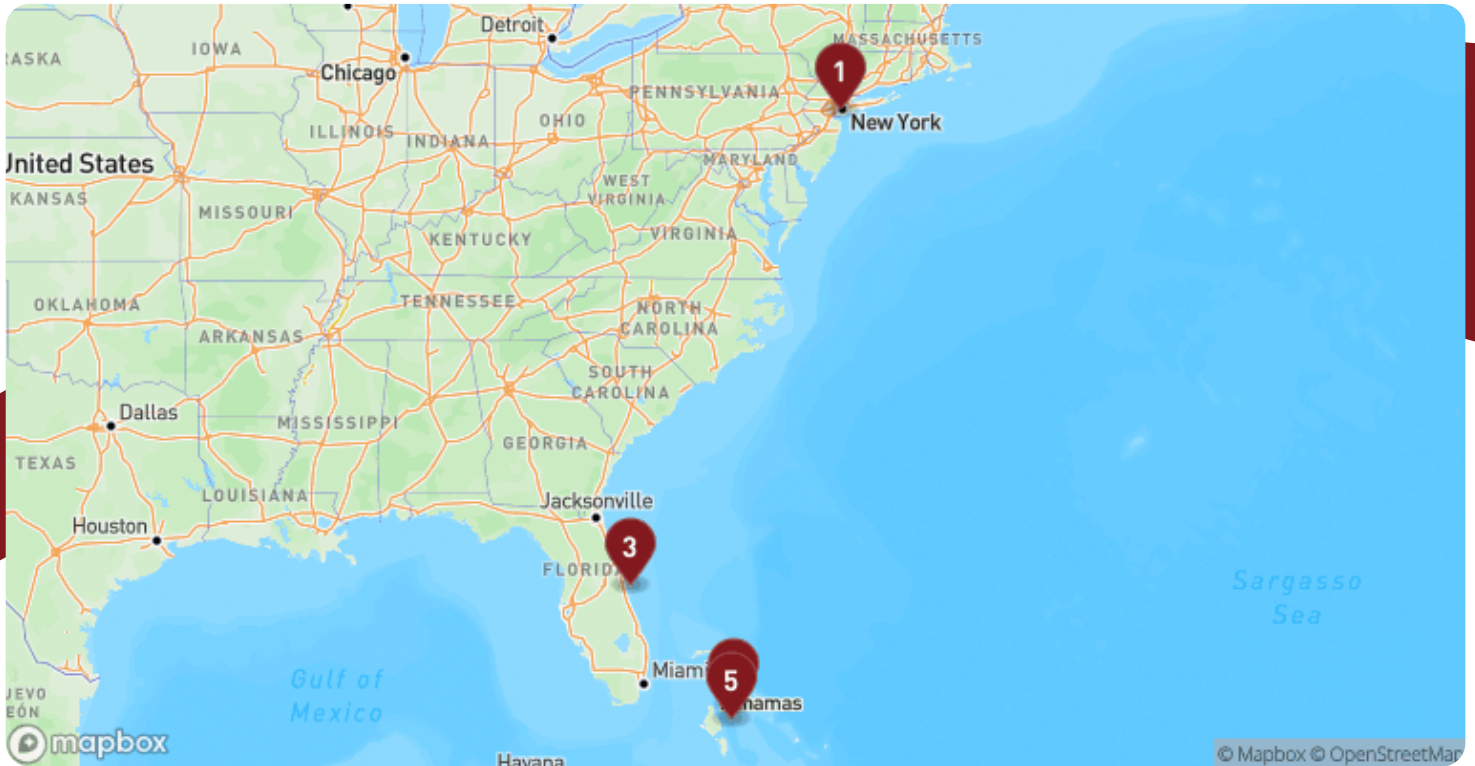 Detroit
MASSACHUSETTS
IOWA
Chicago
1
PENNSYLVANIA
New York
OHIO
ILLINOIS
INDIANA
MARYLAND
United States
WEST
VIRGINIA
KANSAS
MISSOURI
KENTUCKY
VIRGINIA
OKLAHOMA
TENNESSEE
NORTH
CAROLINA
ARKANSAS
SOUTH
CAROLINA
Dallas
MISSISSIPPI
GEORGIA
TEXAS
LOUISIANA
Jacksonville
Houston
3
FLORID
Sargasso
Sea
Miami
5
hamas
Gulf of
Mexico
mapbox
Havana
© Mapbox © OpenStreetMap